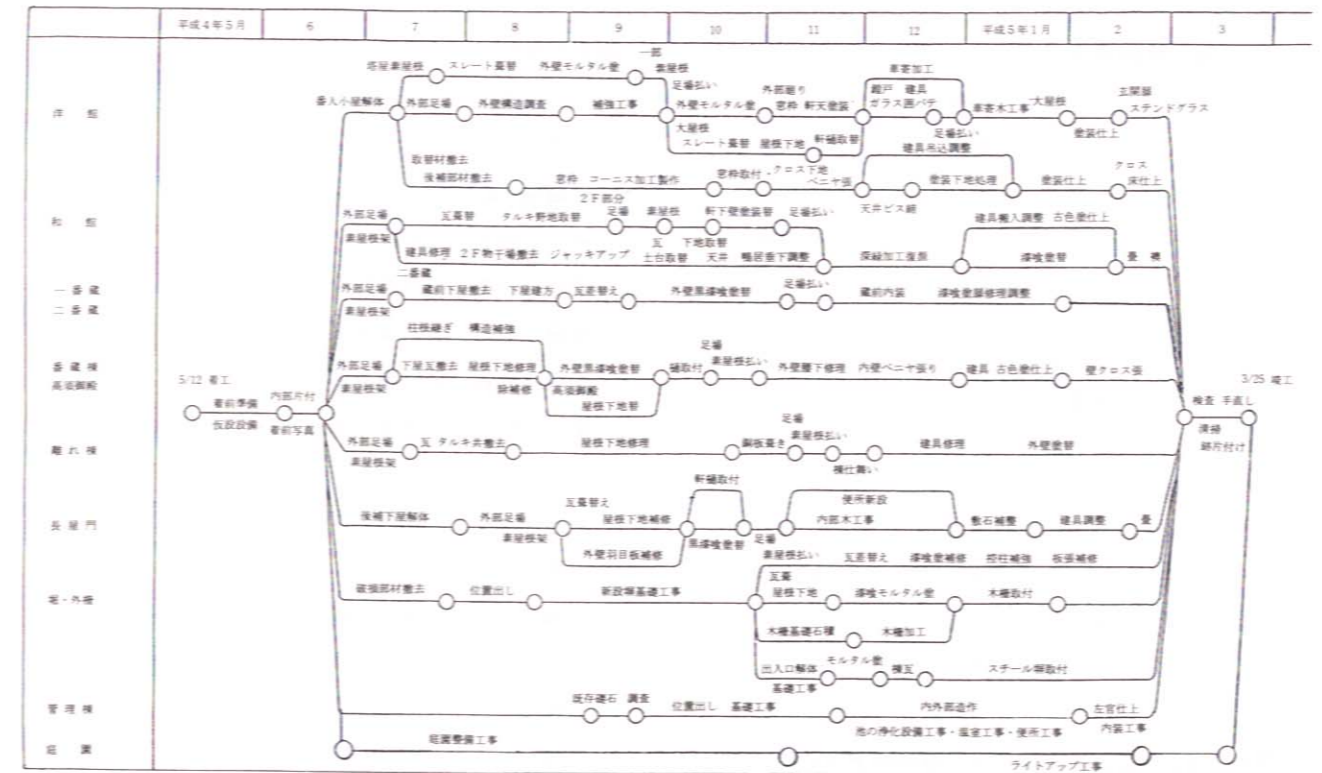 平成4年5月 6 7 8 9 10 11 12 平成5年1月 2 3
洋館
塔屋素屋根 スレート葺替 外壁モルタル塗 一部 素屋根
足場払い 外部廻り 車寄加工 主関扉
番人小屋解体 外部足場 外壁構造調査 補強工事 外壁モルタル塗 窓枠 軒天塗装 鎧戸 建具 ガラス囲パテ 車寄木工事 大屋根 ステンドグラス
大屋根 足場払い 塗装仕上
スレート葺替 屋根下地 軒樋取替
取替材撤去 建具吊込調整
後補部材撤去 窓枠 コーニス加工製作 窓枠取付 クロス下地 ベニヤ張 塗装下地処理 塗装仕上 クロス 床仕上
天井ビス締
和館
外部足場 瓦葺替 タルキ野地取替 2F部分 足場 素屋根 軒下壁塗装替 足場払い 建具搬入調整 古色塗仕上
素屋根架
建具修理 2F物干場撤去 ジャッキアップ 瓦 下地取替 土台取替 天井 鴨居垂下調整 深縁加工復旧 漆喰塗替 畳
一番蔵
二番蔵
二番蔵
外部足場 蔵前下屋撤去 下屋建方 瓦差替え 外壁黒漆喰塗替 足場払い 蔵前内装 漆喰塗扉修理調整
素屋根架
番蔵棟
高須御殿
柱根継ぎ 構造補強 足場
外部足場 下屋瓦撤去 屋根下地修理 外壁黒漆喰塗替 樋取付 素屋根払い 外壁腰下修理 内壁ベニヤ張り 建具 古色塗仕上 壁クロス張
素屋根架 除補修 高須御殿
屋根下地替
5/12 着工 3/25 竣工
着前準備 内部片付 検査 手直し
仮設設備 着前写真 清掃
跡片付け
離れ棟
外部足場 瓦 タルキ共撤去 屋根下地修理 銅板葺き 足場 素屋根払い 建具修理 外壁塗替
素屋根架 横仕舞い
長屋門
瓦葺替え 軒樋取付 便所新設
後補下屋解体 外部足場 屋根下地補修 内部木工事 敷石補整 建具調整 畳
素屋根架 黒漆喰塗替 足場
外壁羽目板補修 素屋根払い 瓦差替え 漆喰塗補修 控柱補強 板張補修
塀・外柵
瓦葺
破損部材撤去 位置出し 新設塀基礎工事 屋根下地 漆喰モルタル塗 木柵取付
木柵基礎石積 木柵加工
出入口解体 モルタル塗 棟瓦 スチール類取付
基礎工事
管理棟
既存礎石 調査 位置出し 基礎工事 内外部造作 左官仕上
池の浄化設備工事・温室工事・便所工事 内装工事
庭園
庭園整備工事
ライトアップ工事